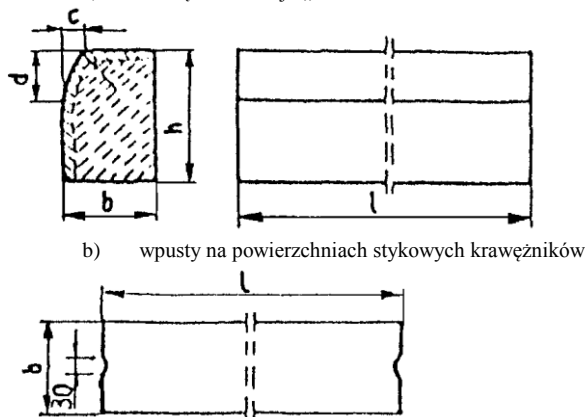 c
d
h
b
l
b) wpusty na powierzchniach stykowych krawężników
l
b
30